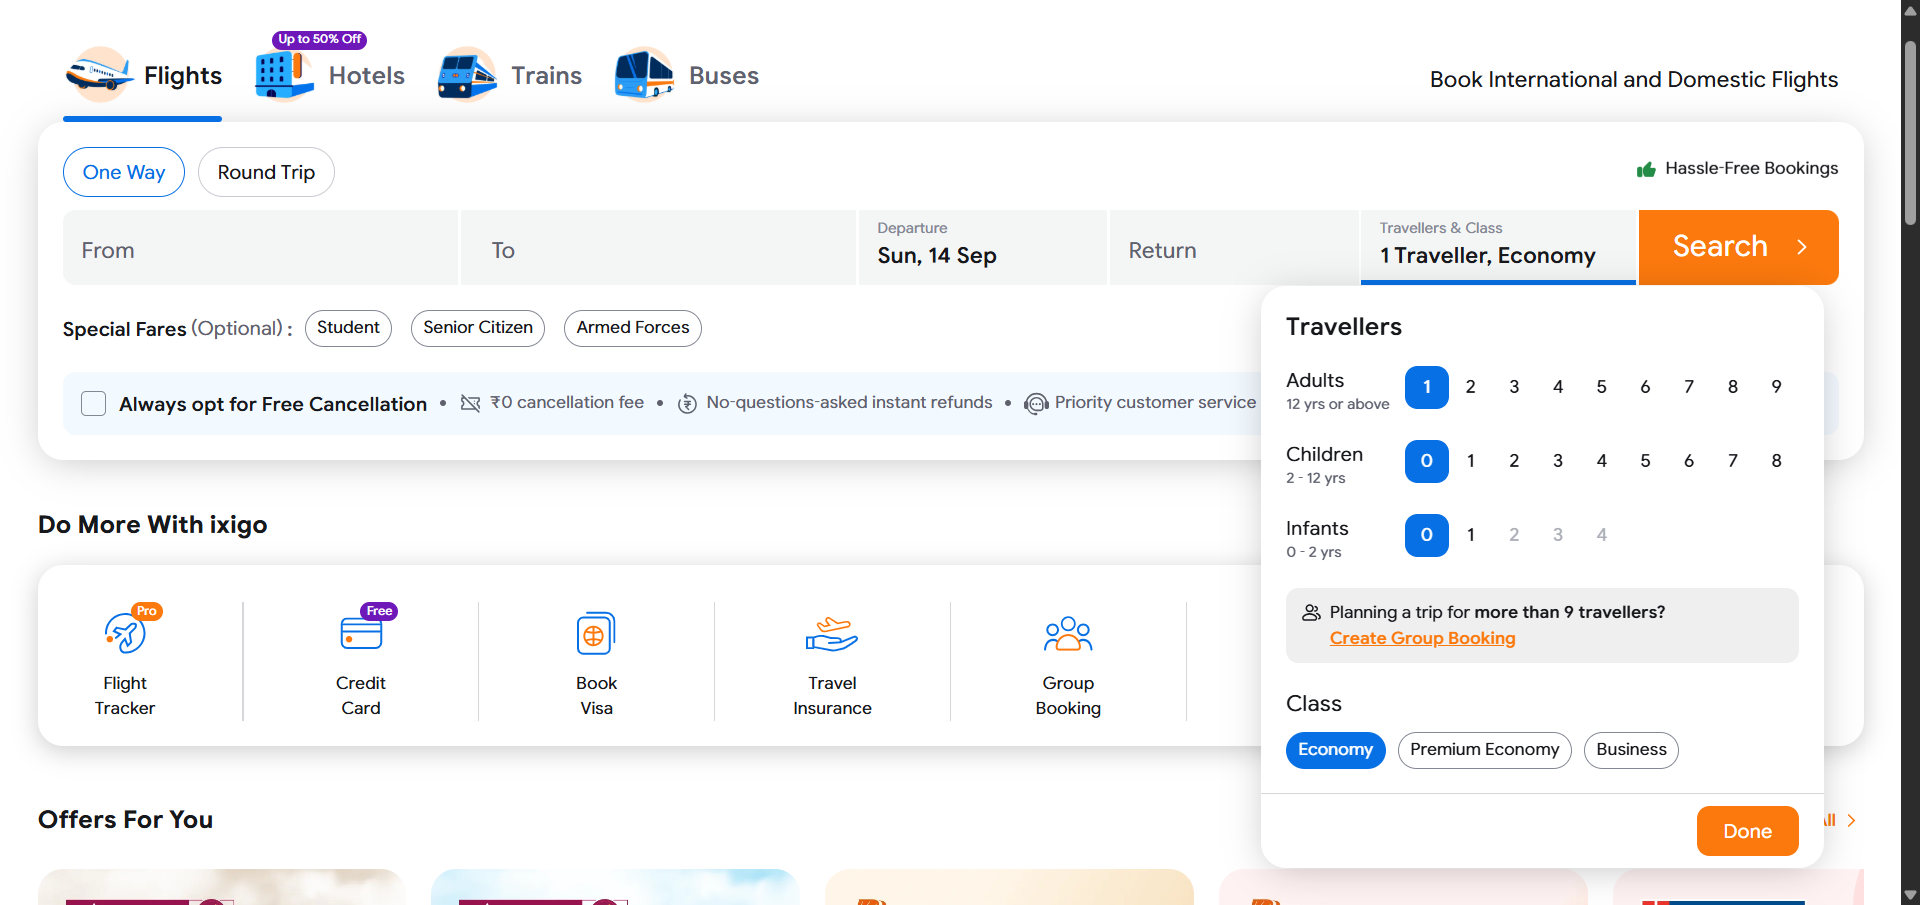 Up to 50% Off
Flights
Hotels
Trains
Buses
Book International and Domestic Flights
One Way
Round Trip
Hassle-Free Bookings
From
To
Departure
Sun, 14 Sep
Return
Travellers & Class
1 Traveller, Economy
Search
Special Fares (Optional) :
Student
Senior Citizen
Armed Forces
Always opt for Free Cancellation • ₹0 cancellation fee • No-questions-asked instant refunds • Priority customer service
Travellers
Adults
12 yrs or above
1 2 3 4 5 6 7 8 9
Children
2 - 12 yrs
0 1 2 3 4 5 6 7 8
Infants
0 - 2 yrs
0 1 2 3 4
Planning a trip for more than 9 travellers?
Create Group Booking
Class
Economy
Premium Economy
Business
Done
Do More With ixigo
Pro
Flight
Tracker
Free
Credit
Card
Book
Visa
Travel
Insurance
Group
Booking
Offers For You